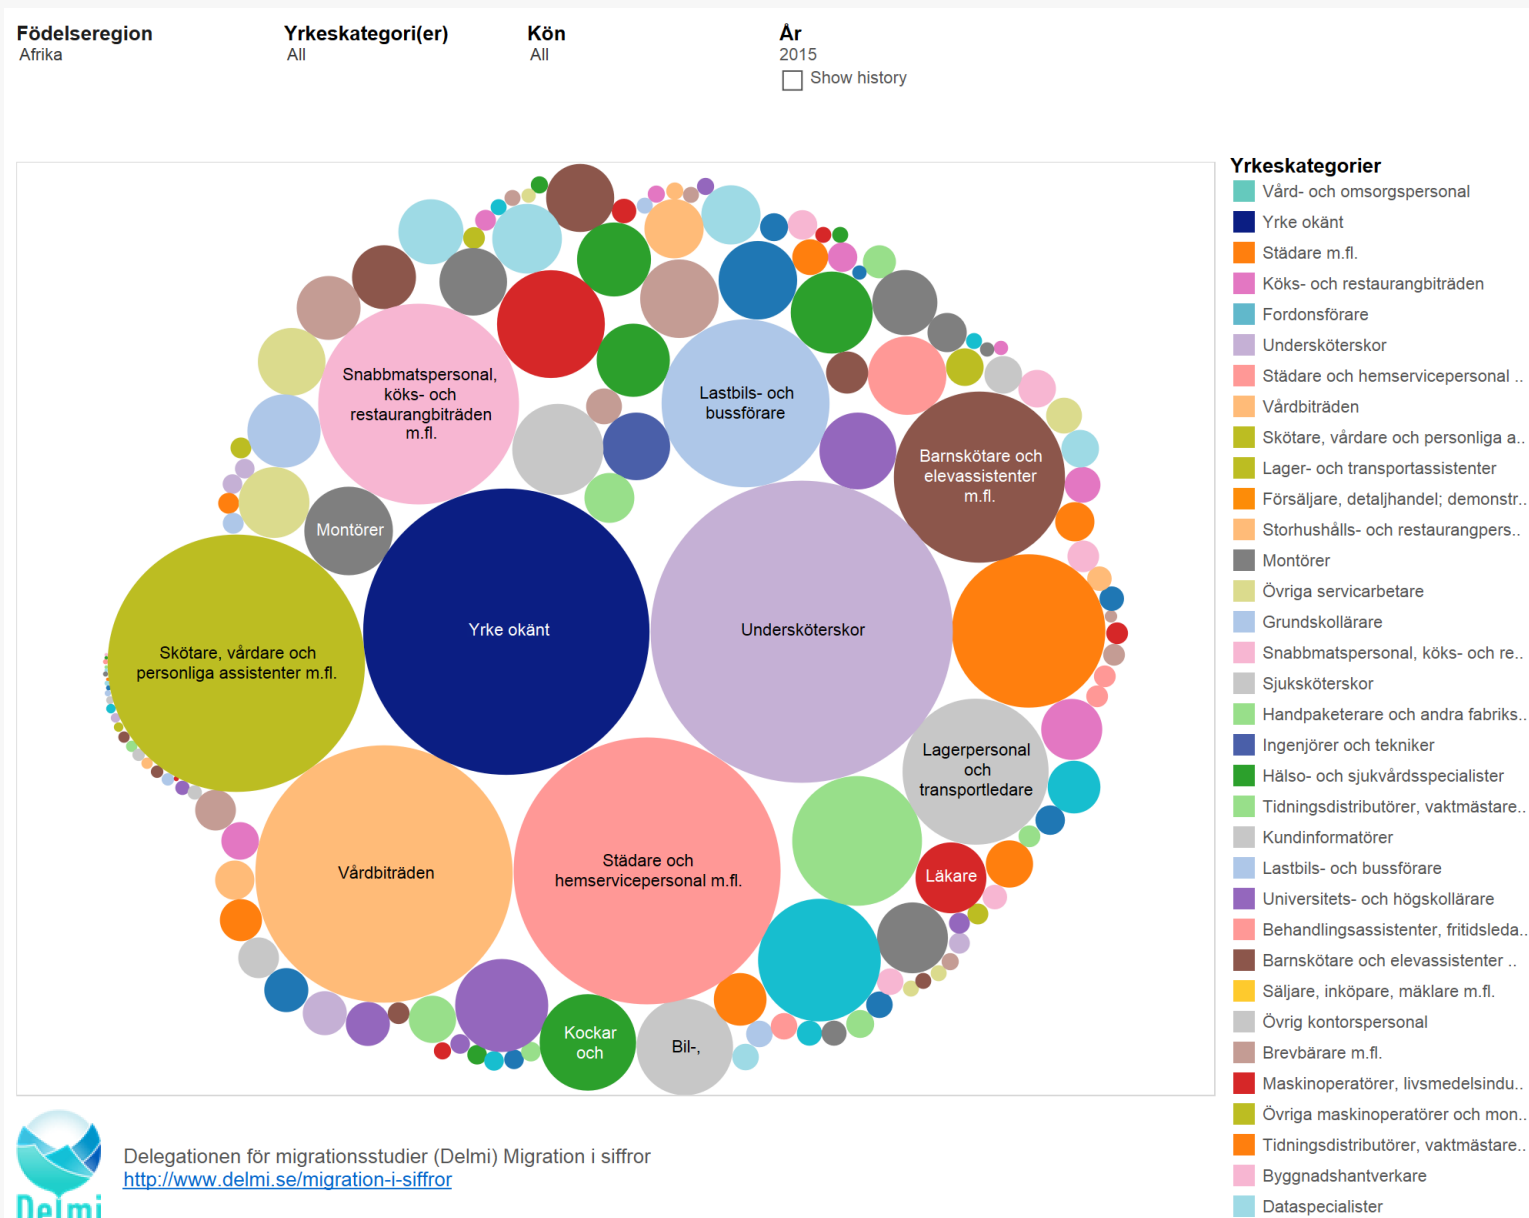 Födelseregion
Afrika
Yrkeskategori(er)
All
Kön
All
År
2015
Show history
Snabbmatspersonal,
köks- och
restaurangbiträden
m.fl.
Lastbils- och
bussförare
Barnskötare och
elevassistenter
m.fl.
Montörer
Yrke okänt
Undersköterskor
Skötare, vårdare och
personliga assistenter m.fl.
Lagerpersonal
och
transportledare
Vårdbiträden
Städare och
hemservicepersonal m.fl.
Läkare
Kockar
och
Bil-,
Yrkeskategorier
Vård- och omsorgspersonal
Yrke okänt
Städare m.fl.
Köks- och restaurangbiträden
Fordonsförare
Undersköterskor
Städare och hemservicepersonal ..
Vårdbiträden
Skötare, vårdare och personliga a..
Lager- och transportassistenter
Försäljare, detaljhandel; demonstr..
Storhushålls- och restaurangpers..
Montörer
Övriga servicarbetare
Grundskollärare
Snabbmatspersonal, köks- och re..
Sjuksköterskor
Handpaketerare och andra fabriks..
Ingenjörer och tekniker
Hälso- och sjukvårdsspecialister
Tidningsdistributörer, vaktmästare..
Kundinformatörer
Lastbils- och bussförare
Universitets- och högskollärare
Behandlingsassistenter, fritidsleda..
Barnskötare och elevassistenter ..
Säljare, inköpare, mäklare m.fl.
Övrig kontorspersonal
Brevbärare m.fl.
Maskinoperatörer, livsmedelsindu..
Övriga maskinoperatörer och mon..
Tidningsdistributörer, vaktmästare..
Byggnadshantverkare
Dataspecialister
Delegationen för migrationsstudier (Delmi) Migration i siffror
http://www.delmi.se/migration-i-siffror
Delmi